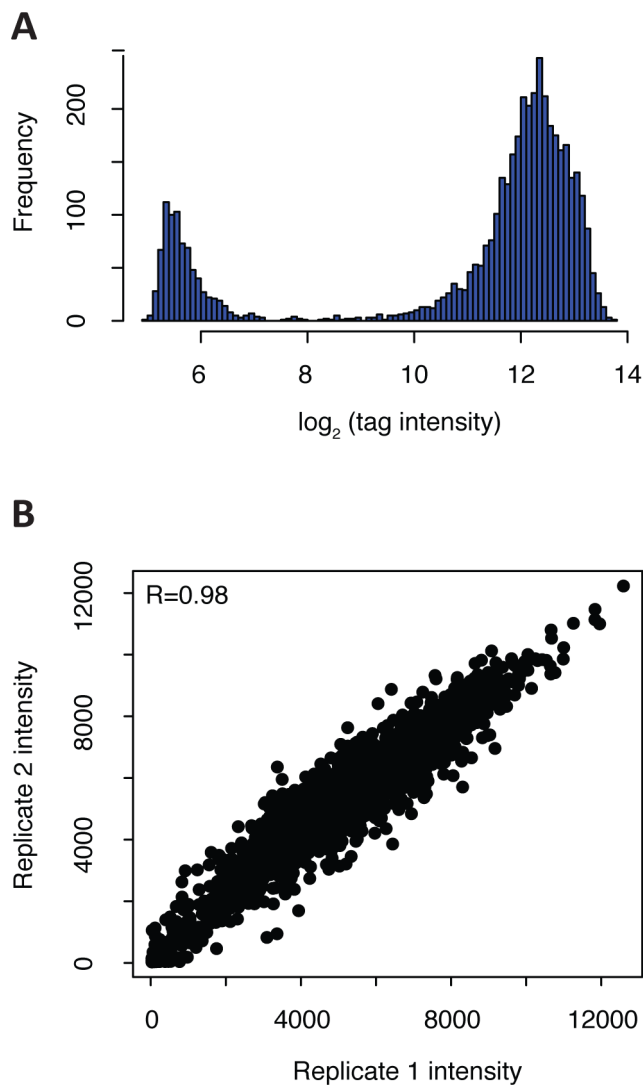 A
Frequency
200
100
0
6 8 10 12 14
log₂ (tag intensity)
B
R=0.98
Replicate 2 intensity
12000
8000
4000
0
0 4000 8000 12000
Replicate 1 intensity